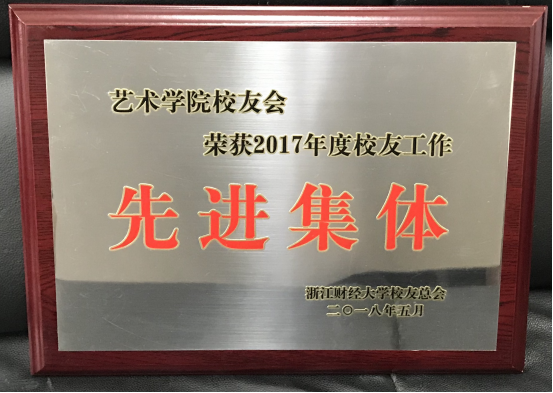 艺术学院校友会
荣获2017年度校友工作
先进集体
浙江财经大学校友总会
二〇一八年五月